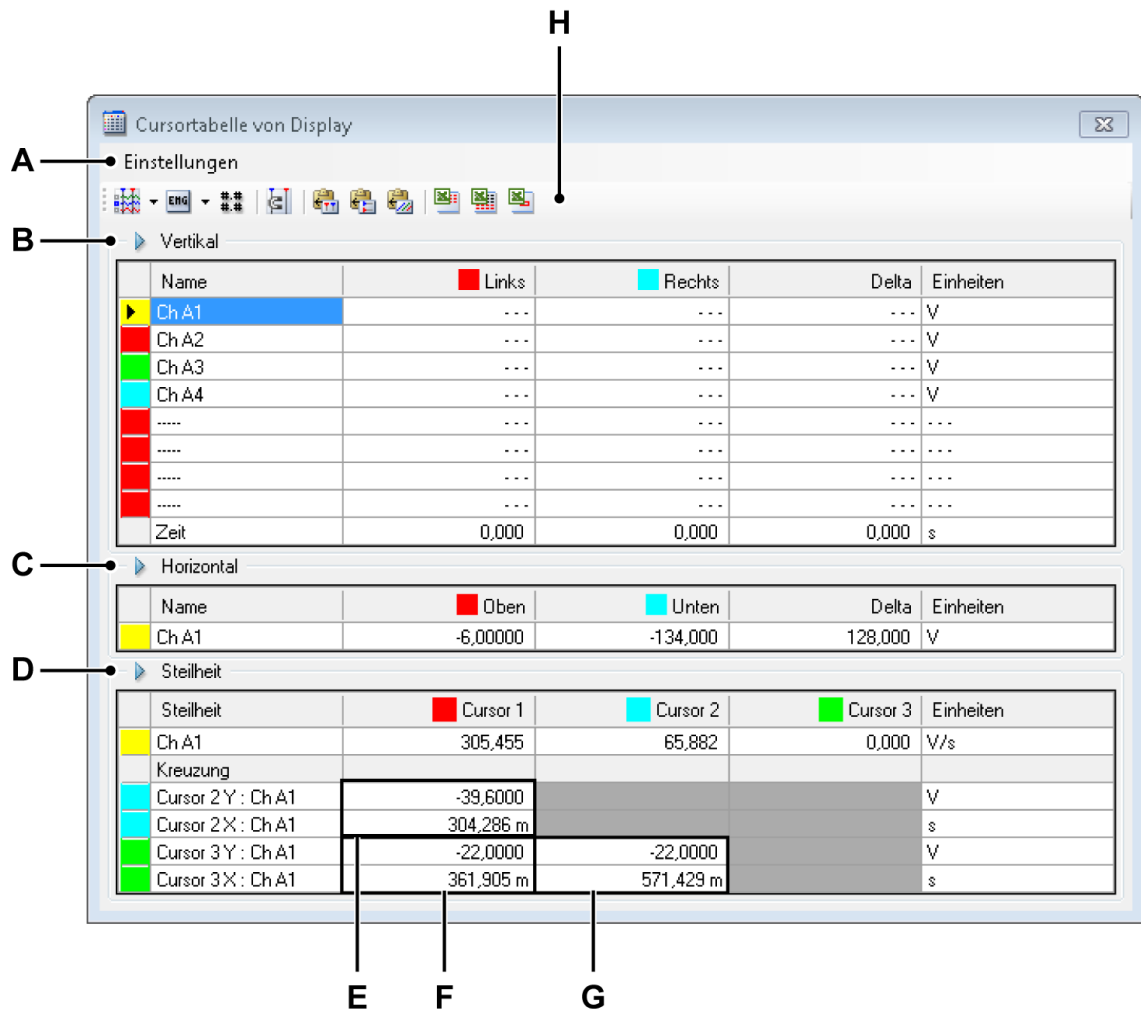 H
Cursortabelle von Display
A
Einstellungen
EHG #.# #.#
B
Vertikal
Name Links Rechts Delta Einheiten
Ch A1 - - - - - - - - - V
Ch A2 - - - - - - - - - V
Ch A3 - - - - - - - - - V
Ch A4 - - - - - - - - - V
----- - - - - - - - - - - - -
----- - - - - - - - - - - - -
----- - - - - - - - - - - - -
----- - - - - - - - - - - - -
Zeit 0,000 0,000 0,000 s
C
Horizontal
Name Oben Unten Delta Einheiten
Ch A1 -6,00000 -134,000 128,000 V
D
Steilheit
Steilheit Cursor 1 Cursor 2 Cursor 3 Einheiten
Ch A1 305,455 65,882 0,000 V/s
Kreuzung
Cursor 2 Y : Ch A1 -39,6000 V
Cursor 2 X : Ch A1 304,286 m s
Cursor 3 Y : Ch A1 -22,0000 -22,0000 V
Cursor 3 X : Ch A1 361,905 m 571,429 m s
E F G